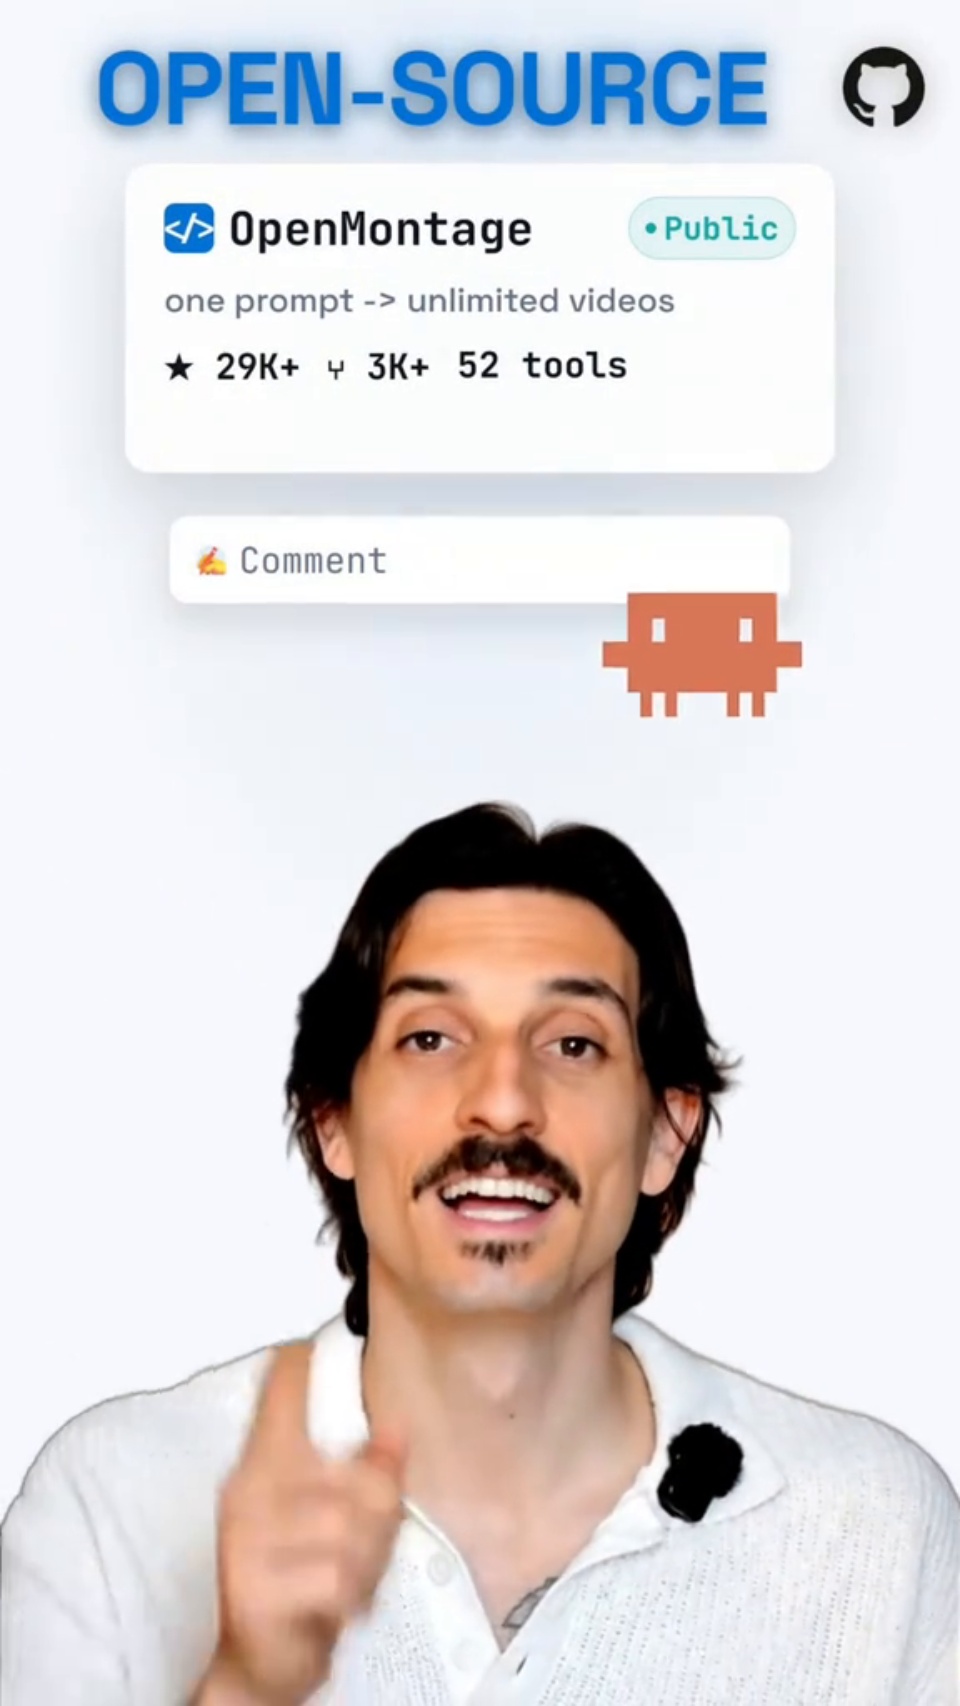 OPEN-SOURCE
</> OpenMontage
• Public
one prompt -> unlimited videos
★ 29K+ ⑂ 3K+ 52 tools
✍️ Comment